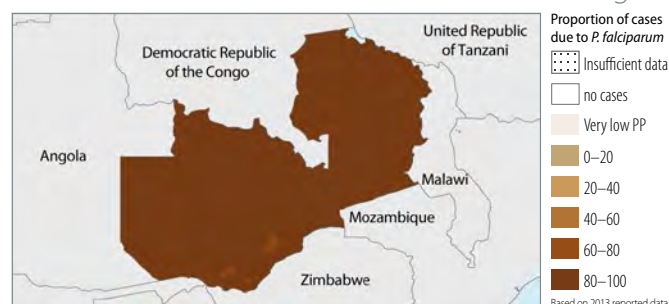 Democratic Republic
of the Congo
United Republic
of Tanzani
Angola
Malawi
Mozambique
Zimbabwe
Proportion of cases
due to P. falciparum
Insufficient data
no cases
Very low PP
0–20
20–40
40–60
60–80
80–100
Based on 2013 reported data